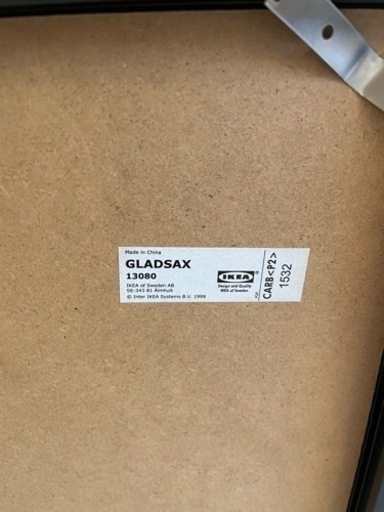 Made in China
GLADSAX
13080
IKEA of Sweden AB
SE-343 81 Älmhult
© Inter IKEA Systems B.V. 1999
IKEA ®
Design and Quality
IKEA of Sweden
CARB<P2>
1532